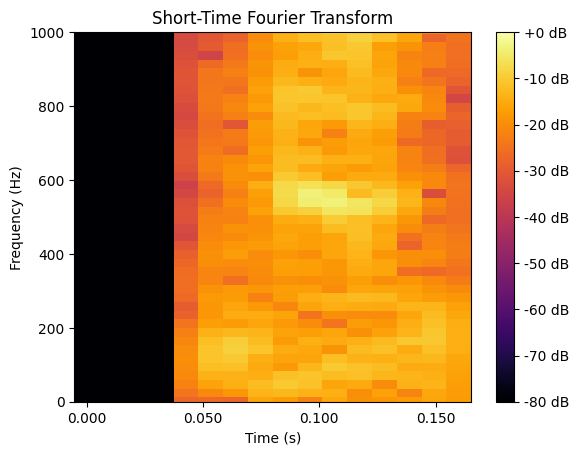 Short-Time Fourier Transform
1000
800
600
400
200
0
Frequency (Hz)
0.000
0.050
0.100
0.150
Time (s)
+0 dB
-10 dB
-20 dB
-30 dB
-40 dB
-50 dB
-60 dB
-70 dB
-80 dB